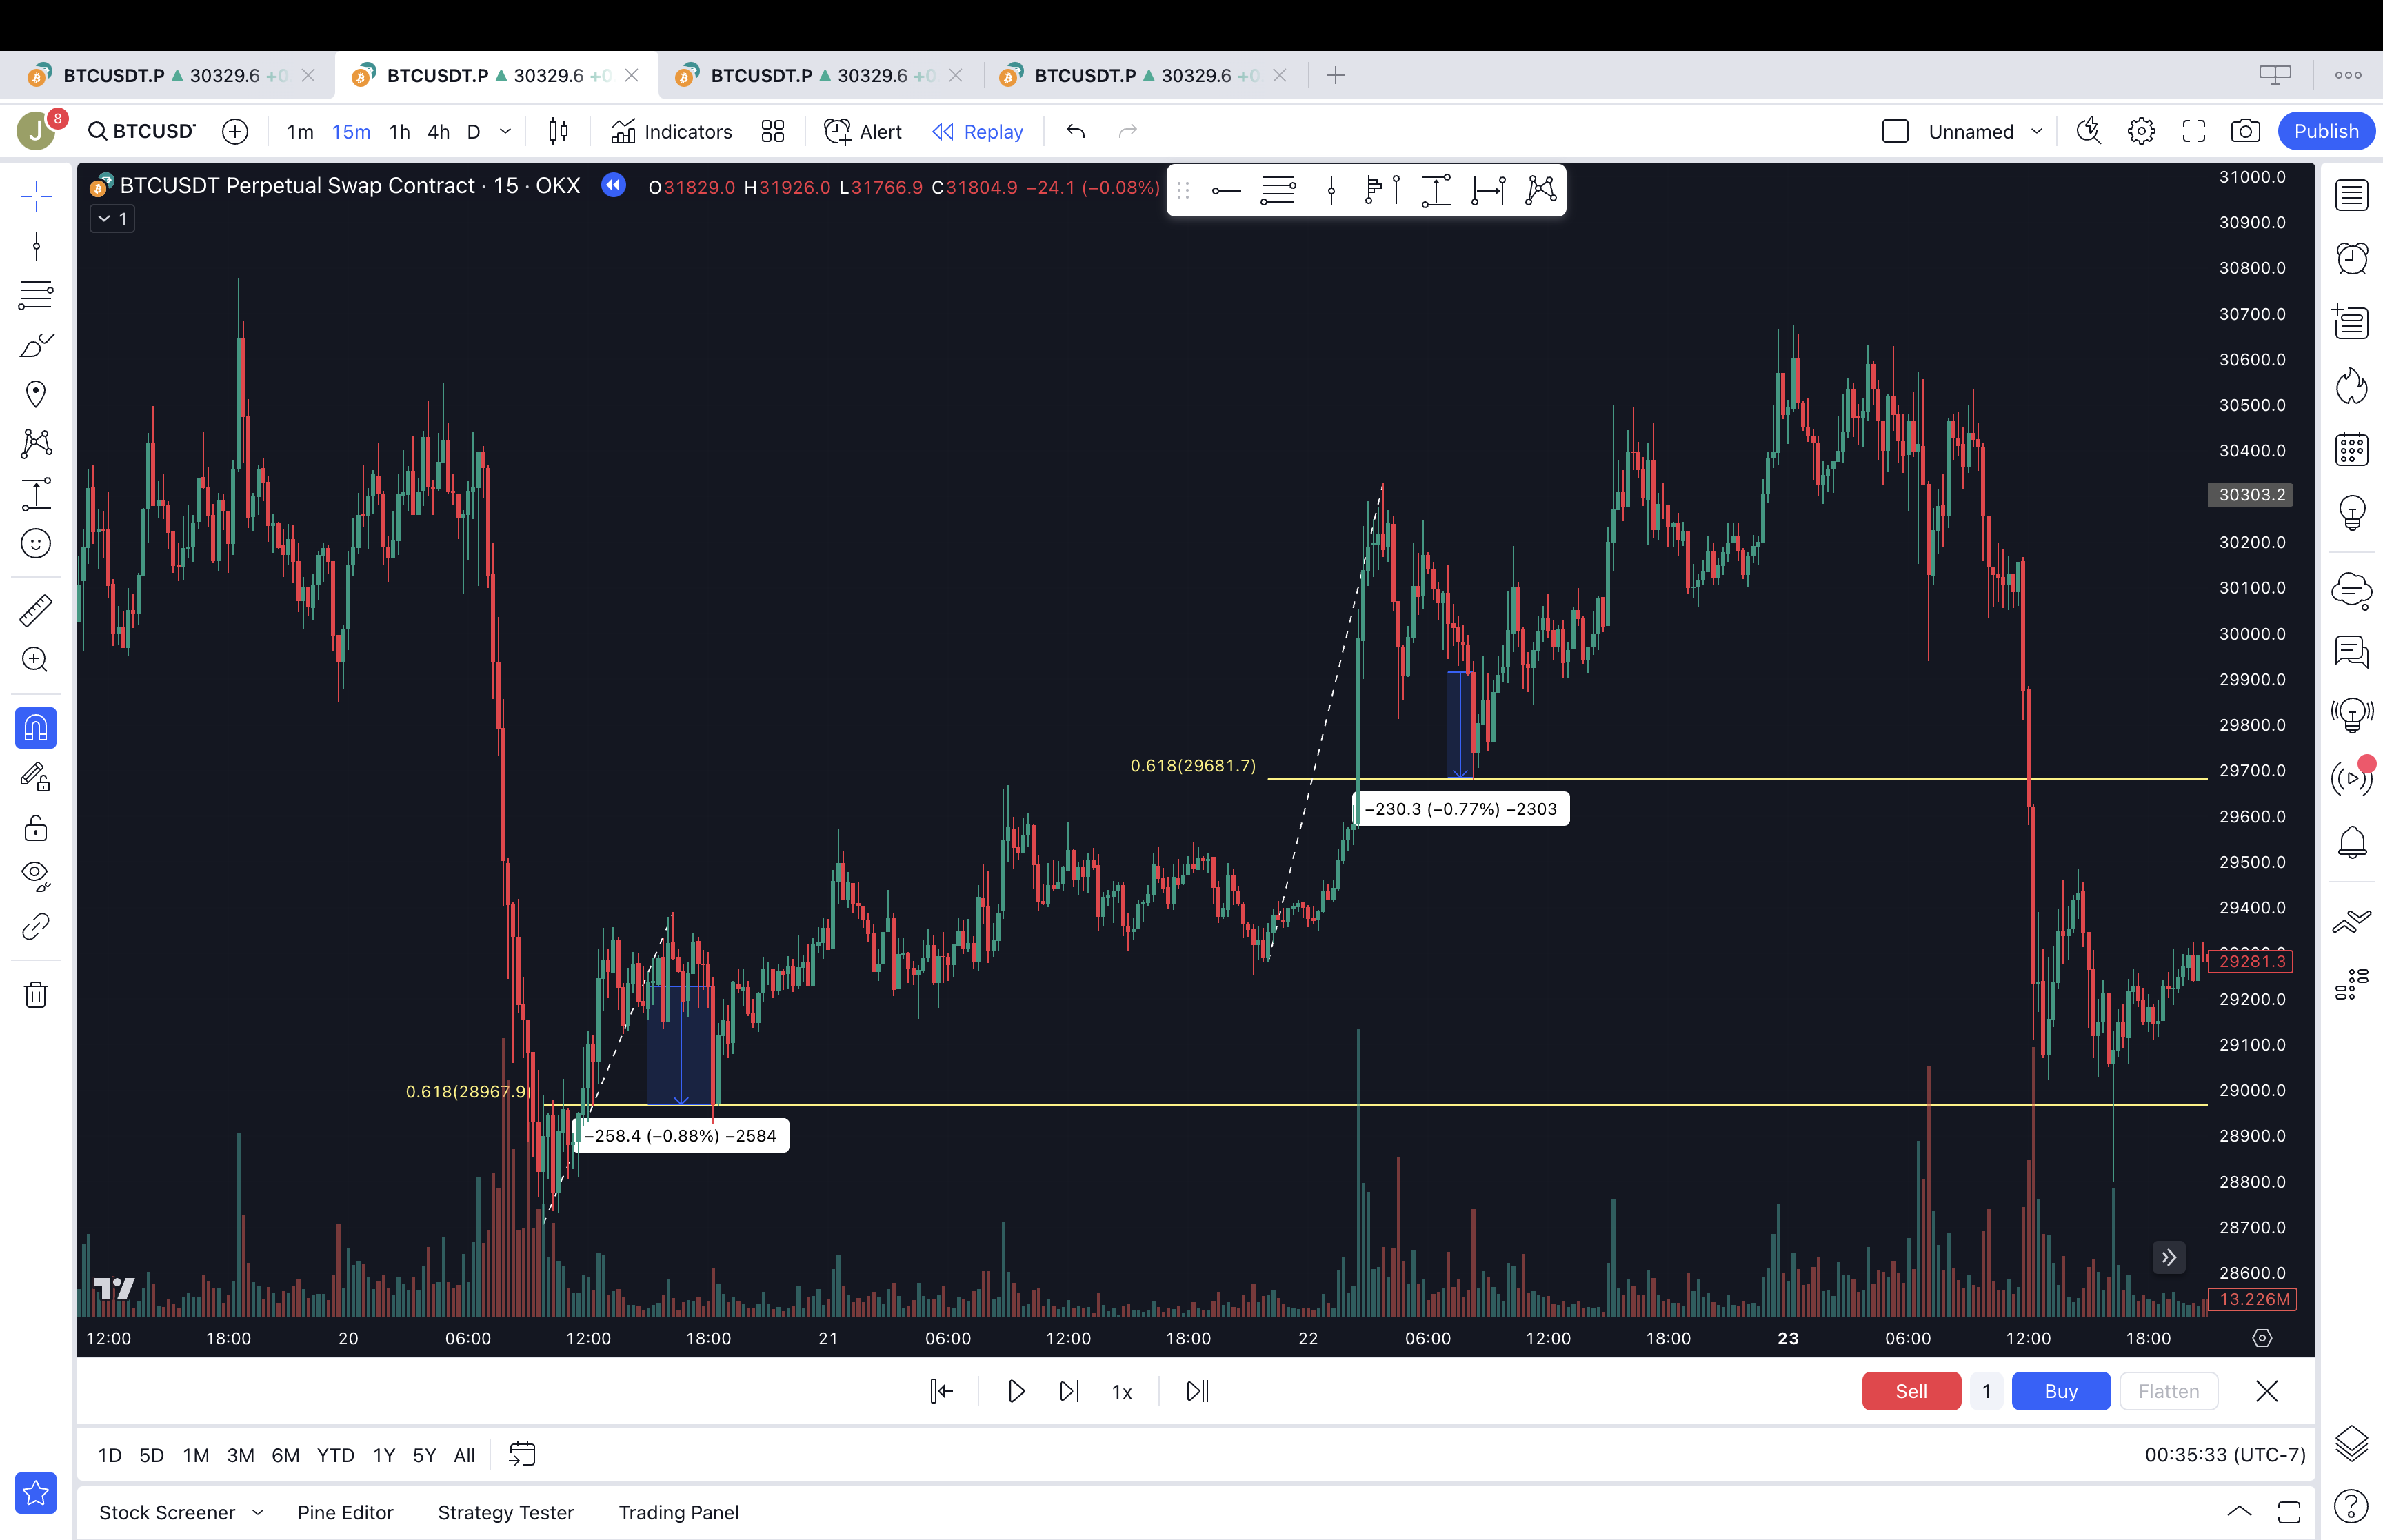 BTCUSDT.P ▲ 30329.6 +0 BTCUSDT.P ▲ 30329.6 +0 BTCUSDT.P ▲ 30329.6 +0 BTCUSDT.P ▲ 30329.6 +0
J 8 BTCUSD 1m 15m 1h 4h D Indicators Alert Replay Unnamed Publish
BTCUSDT Perpetual Swap Contract · 15 · OKX O31829.0 H31926.0 L31766.9 C31804.9 −24.1 (−0.08%)
1
31000.0
30900.0
30800.0
30700.0
30600.0
30500.0
30400.0
30303.2
30200.0
30100.0
30000.0
29900.0
29800.0
0.618(29681.7)
29700.0
−230.3 (−0.77%) −2303
29600.0
29500.0
29400.0
29281.3
29200.0
29100.0
0.618(28967.9)
29000.0
−258.4 (−0.88%) −2584
28900.0
28800.0
28700.0
28600.0
13.226M
12:00 18:00 20 06:00 12:00 18:00 21 06:00 12:00 18:00 22 06:00 12:00 18:00 23 06:00 12:00 18:00
1x Sell 1 Buy Flatten
1D 5D 1M 3M 6M YTD 1Y 5Y All 00:35:33 (UTC-7)
Stock Screener Pine Editor Strategy Tester Trading Panel